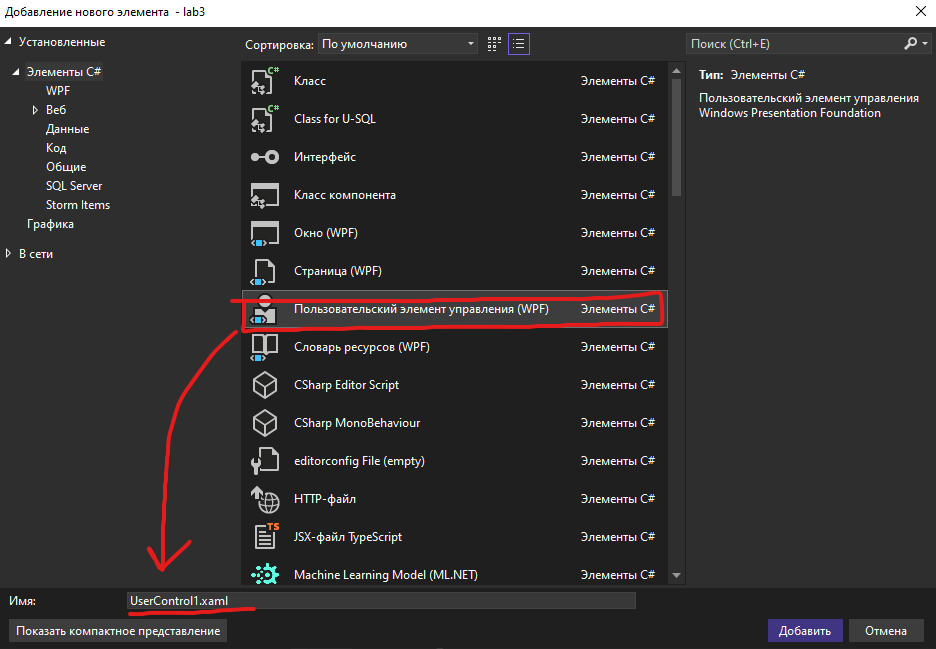 Добавление нового элемента - lab3
Установленные
Элементы C#
WPF
Веб
Данные
Код
Общие
SQL Server
Storm Items
Графика
В сети
Сортировка: По умолчанию
Класс Элементы C#
Class for U-SQL Элементы C#
Интерфейс Элементы C#
Класс компонента Элементы C#
Окно (WPF) Элементы C#
Страница (WPF) Элементы C#
Пользовательский элемент управления (WPF) Элементы C#
Словарь ресурсов (WPF) Элементы C#
CSharp Editor Script Элементы C#
CSharp MonoBehaviour Элементы C#
editorconfig File (empty) Элементы C#
HTTP-файл Элементы C#
JSX-файл TypeScript Элементы C#
Machine Learning Model (ML.NET) Элементы C#
Поиск (Ctrl+E)
Тип: Элементы C#
Пользовательский элемент управления
Windows Presentation Foundation
Имя: UserControl1.xaml
Показать компактное представление
Добавить
Отмена